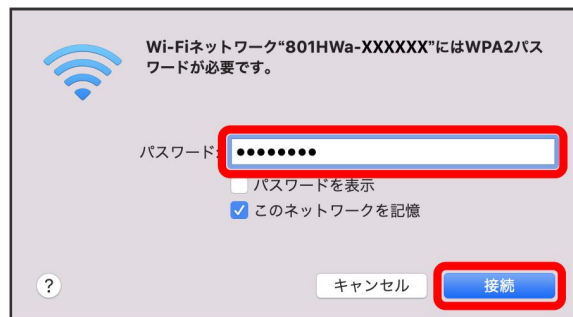 Wi-Fiネットワーク“801HWa-XXXXXX”にはWPA2パス
ワードが必要です。
パスワード: ••••••••
パスワードを表示
このネットワークを記憶
? キャンセル 接続